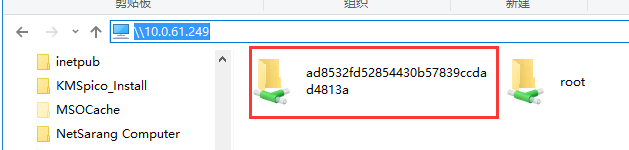 剪贴板
组织
新建
\\10.0.61.249
inetpub
KMSpico_Install
MSOCache
NetSarang Computer
ad8532fd52854430b57839ccda
d4813a
root